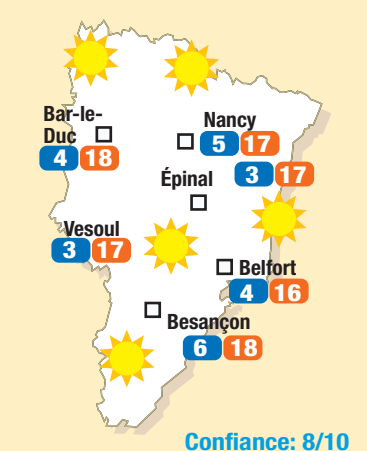 Bar-le-
Duc
4 18
Nancy
5 17
3 17
Épinal
Vesoul
3 17
Belfort
4 16
Besançon
6 18
Confiance: 8/10